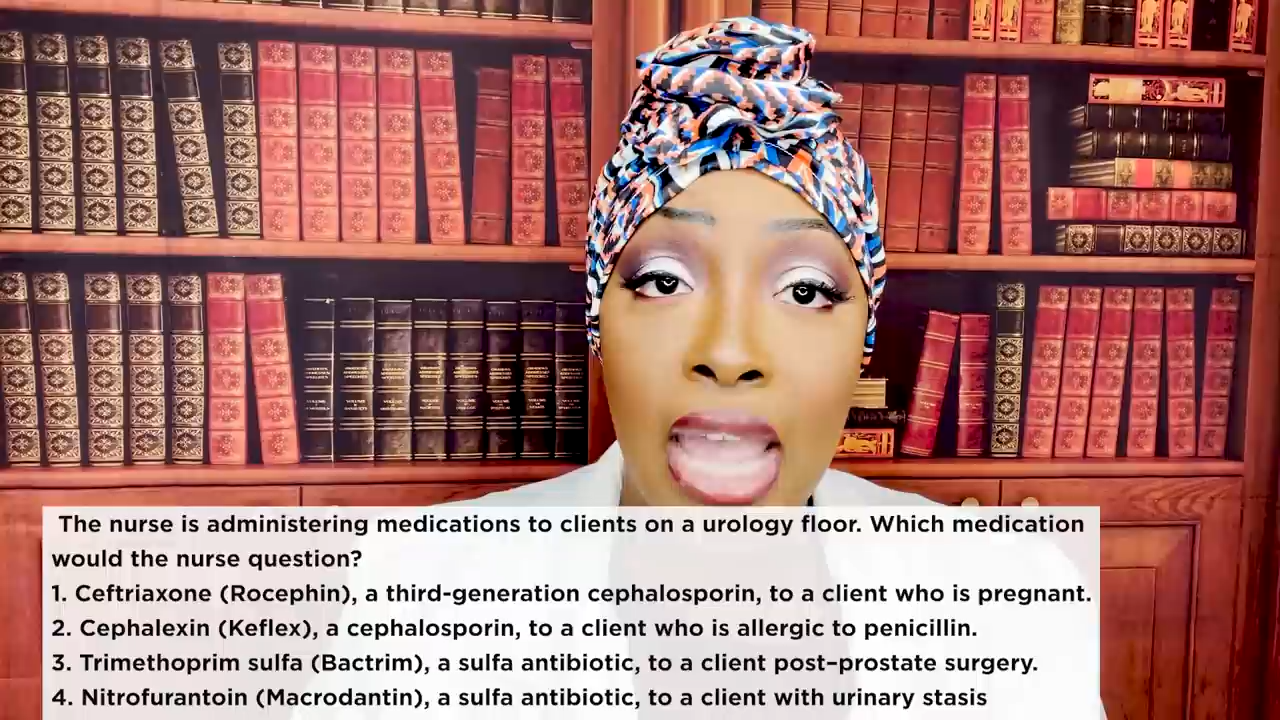 The nurse is administering medications to clients on a urology floor. Which medication
would the nurse question?
1. Ceftriaxone (Rocephin), a third-generation cephalosporin, to a client who is pregnant.
2. Cephalexin (Keflex), a cephalosporin, to a client who is allergic to penicillin.
3. Trimethoprim sulfa (Bactrim), a sulfa antibiotic, to a client post–prostate surgery.
4. Nitrofurantoin (Macrodantin), a sulfa antibiotic, to a client with urinary stasis